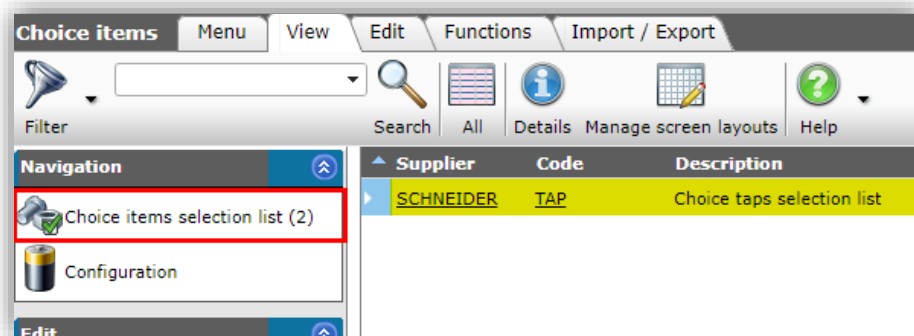 Choice items Menu View Edit Functions Import / Export
Filter Search All Details Manage screen layouts Help
Navigation
Supplier Code Description
SCHNEIDER TAP Choice taps selection list
Choice items selection list (2)
Configuration
Edit